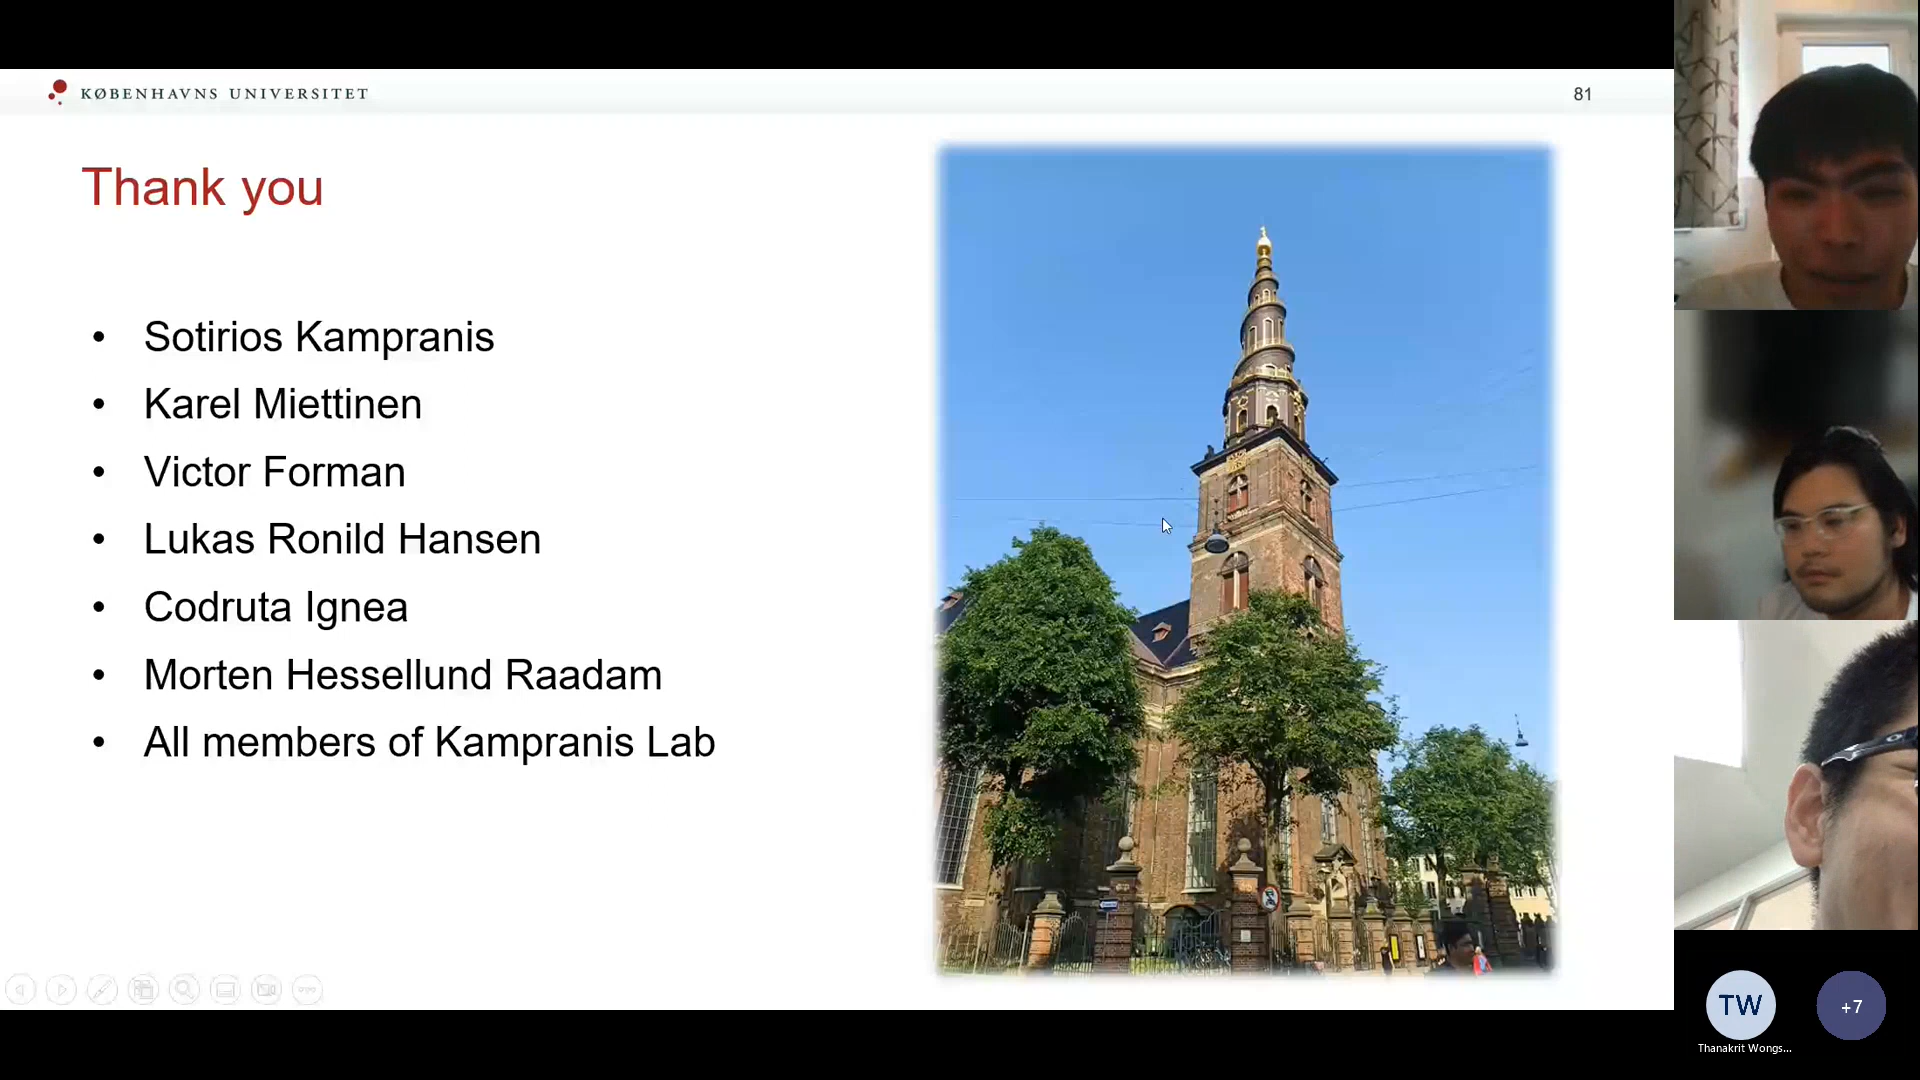 KØBENHAVNS UNIVERSITET
81
Thank you
• Sotirios Kampranis
• Karel Miettinen
• Victor Forman
• Lukas Ronild Hansen
• Codruta Ignea
• Morten Hessellund Raadam
• All members of Kampranis Lab
TW
+7
Thanakrit Wongs...